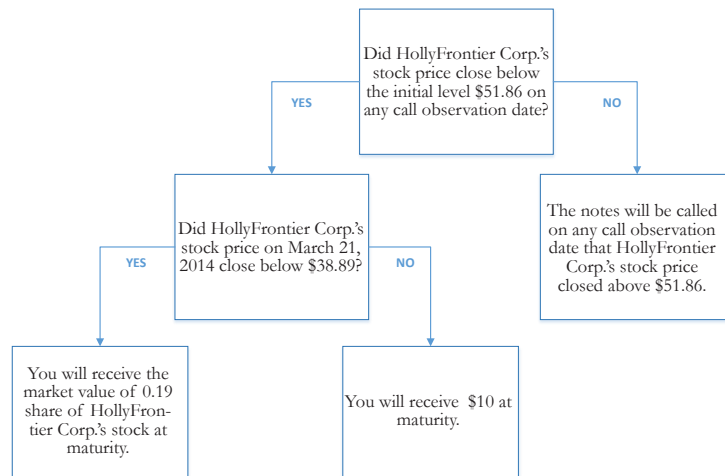 Did HollyFrontier Corp.'s
stock price close below
the initial level $51.86 on
any call observation date?
YES
NO
Did HollyFrontier Corp.'s
stock price on March 21,
2014 close below $38.89?
The notes will be called
on any call observation
date that HollyFrontier
Corp.'s stock price
closed above $51.86.
YES
NO
You will receive the
market value of 0.19
share of HollyFron-
tier Corp.'s stock at
maturity.
You will receive $10 at
maturity.